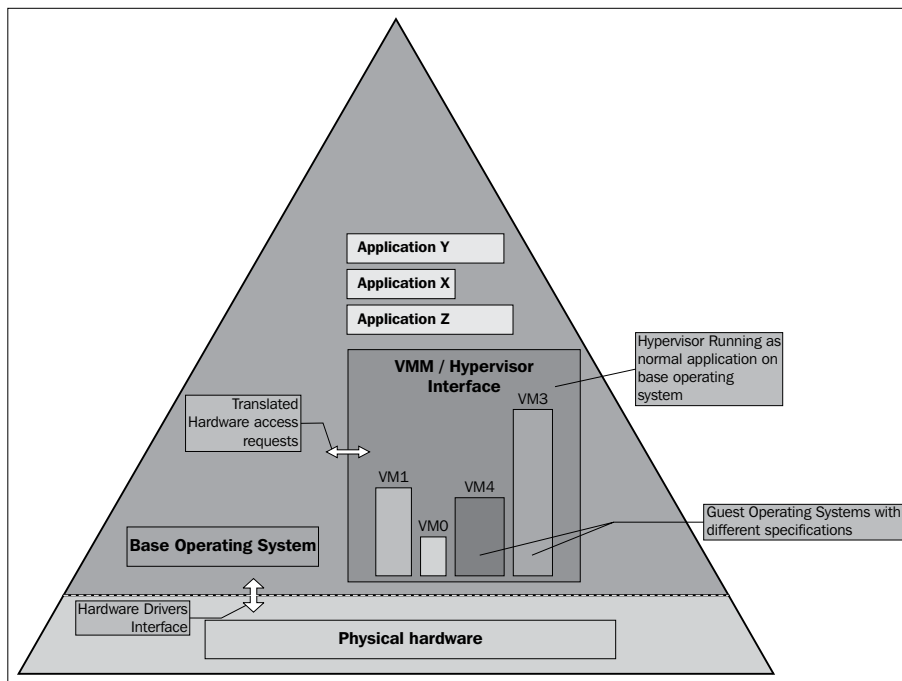 Application Y
Application X
Application Z
VMM / Hypervisor
Interface
Hypervisor Running as
normal application on
base operating
system
Translated
Hardware access
requests
VM3
VM1
VM4
VM0
Guest Operating Systems with
different specifications
Base Operating System
Hardware Drivers
Interface
Physical hardware